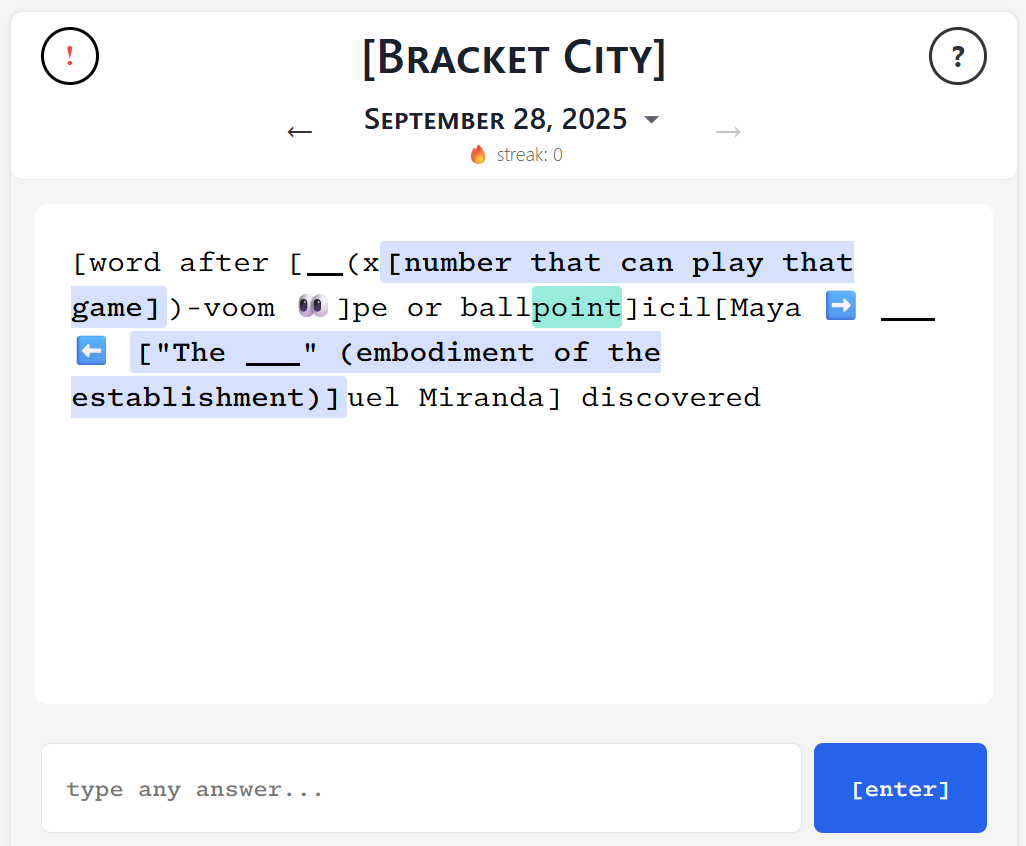 !
[Bracket City]
?
←
September 28, 2025
→
🔥 streak: 0
[word after [__(x[number that can play that
game])-voom 👀]pe or ballpoint]icil[Maya ➡️ ___
⬅️ ["The ___" (embodiment of the
establishment)]uel Miranda] discovered
type any answer...
[enter]